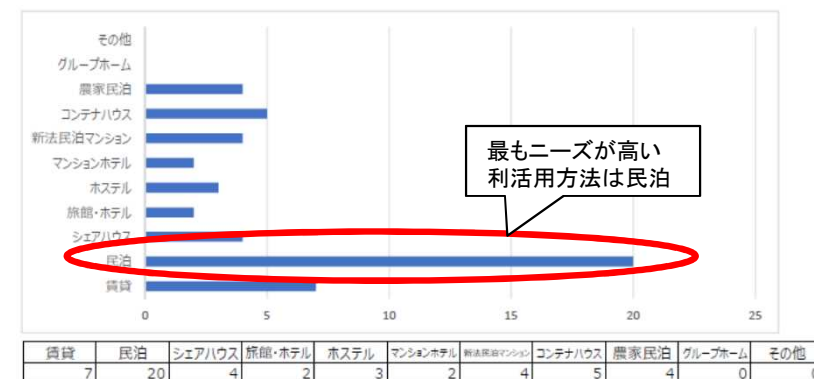 その他
グループホーム
農家民泊
コンテナハウス
新法民泊マンション
マンションホテル
ホステル
旅館・ホテル
シェアハウス
民泊
賃貸
最もニーズが高い
利活用方法は民泊
0 5 10 15 20 25
賃貸 民泊 シェアハウス 旅館・ホテル ホステル マンションホテル 新法民泊マンション コンテナハウス 農家民泊 グループホーム その他
7 20 4 2 3 2 4 5 4 0 0